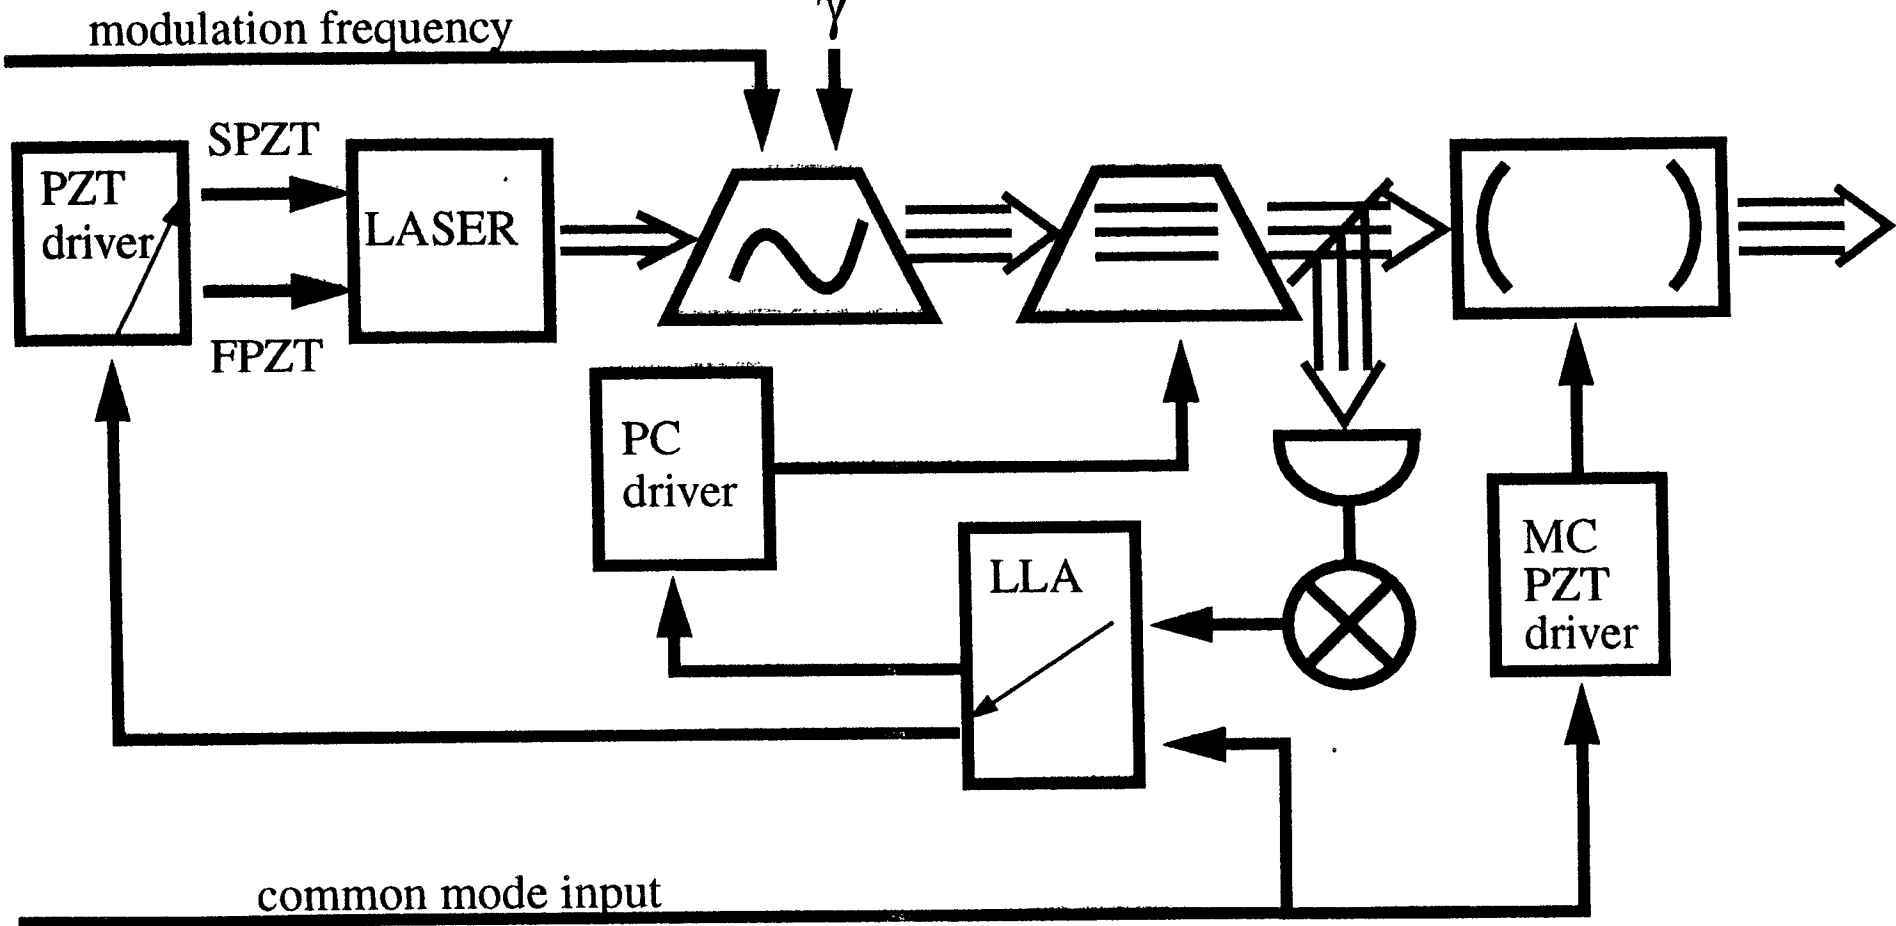 modulation frequency
γ
SPZT
PZT
driver
LASER
FPZT
PC
driver
LLA
MC
PZT
driver
common mode input